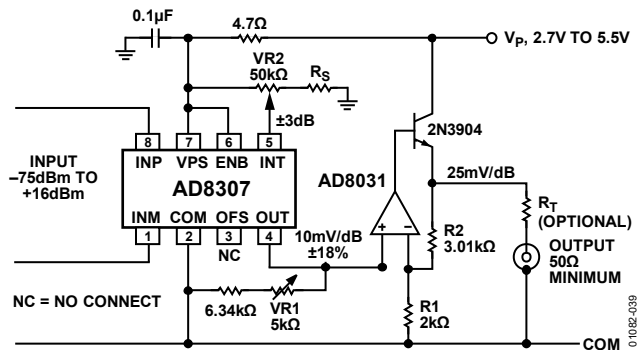 0.1µF
4.7Ω
V_P, 2.7V TO 5.5V
VR2
50kΩ
R_S
±3dB
2N3904
8 7 6 5
INP VPS ENB INT
INPUT
–75dBm TO
+16dBm
AD8307
INM COM OFS OUT
1 2 3 4
NC
AD8031
25mV/dB
10mV/dB
±18%
+ –
R2
3.01kΩ
R_T
(OPTIONAL)
OUTPUT
50Ω
MINIMUM
NC = NO CONNECT
6.34kΩ
VR1
5kΩ
R1
2kΩ
COM
01082-039